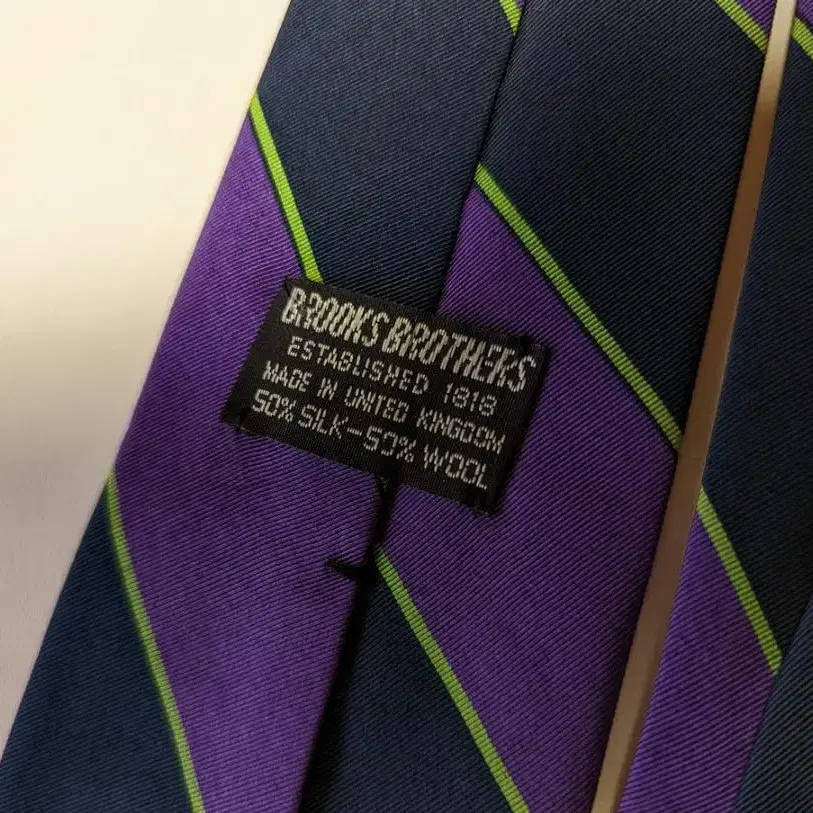 BROOKS BROTHERS
ESTABLISHED 1818
MADE IN UNITED KINGDOM
50% SILK-50% WOOL